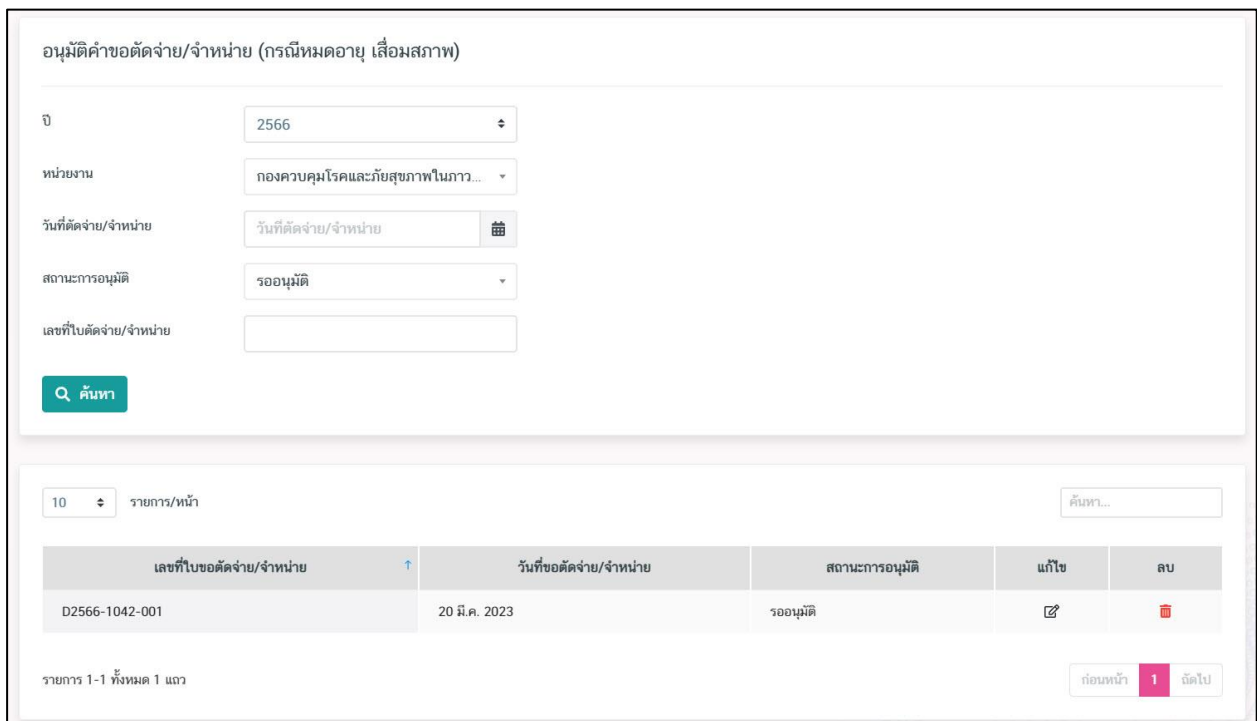 อนุมัติคำขอตัดจ่าย/จำหน่าย (กรณีหมดอายุ เสื่อมสภาพ)
ปี 2566
หน่วยงาน กองควบคุมโรคและภัยสุขภาพในภาว...
วันที่ตัดจ่าย/จำหน่าย วันที่ตัดจ่าย/จำหน่าย
สถานะการอนุมัติ รออนุมัติ
เลขที่ใบตัดจ่าย/จำหน่าย
ค้นหา
10 รายการ/หน้า ค้นหา...
เลขที่ใบขอตัดจ่าย/จำหน่าย วันที่ขอตัดจ่าย/จำหน่าย สถานะการอนุมัติ แก้ไข ลบ
D2566-1042-001 20 มี.ค. 2023 รออนุมัติ
รายการ 1-1 ทั้งหมด 1 แถว ก่อนหน้า 1 ถัดไป